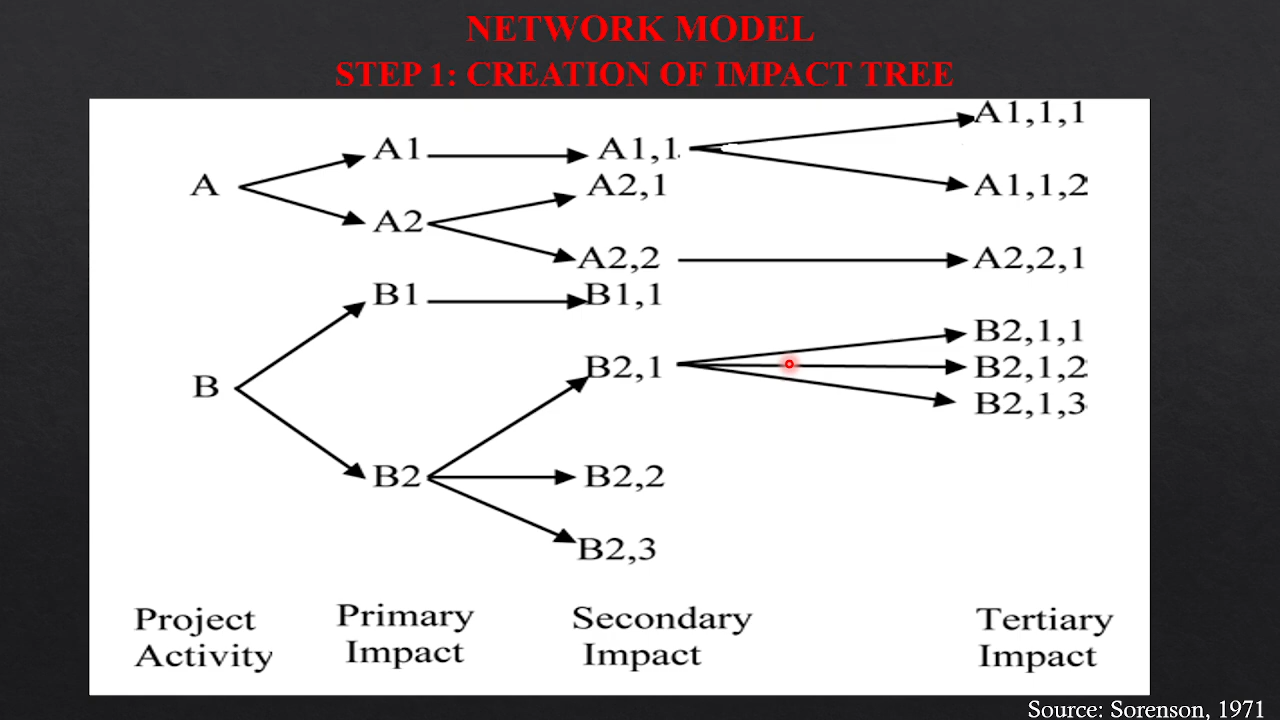 NETWORK MODEL
STEP 1: CREATION OF IMPACT TREE
A1,1,1
A1
A1,1
A
A2,1
A1,1,2
A2
A2,2
A2,2,1
B1
B1,1
B2,1,1
B
B2,1
B2,1,2
B2,1,3
B2
B2,2
B2,3
Project
Activity
Primary
Impact
Secondary
Impact
Tertiary
Impact
Source: Sorenson, 1971